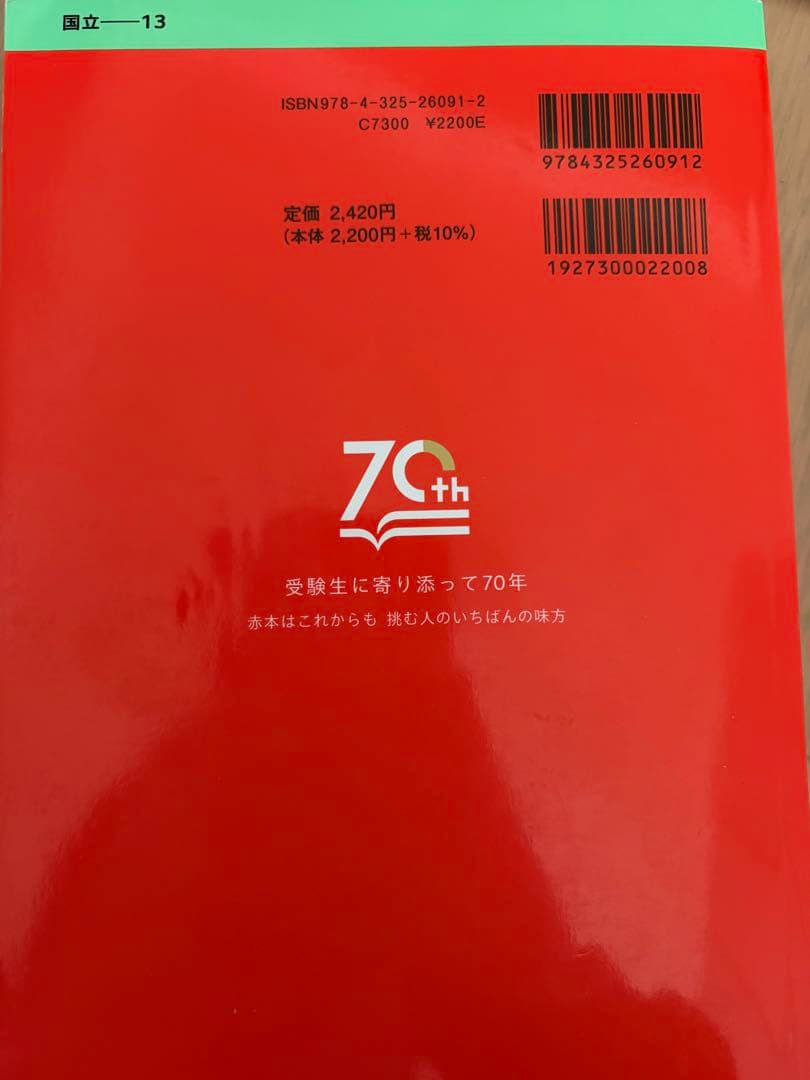 国立──13
ISBN978-4-325-26091-2
C7300 ¥2200E
9784325260912
定価 2,420円
(本体 2,200円+税10%)
1927300022008
70th
受験生に寄り添って70年
赤本はこれからも 挑む人のいちばんの味方